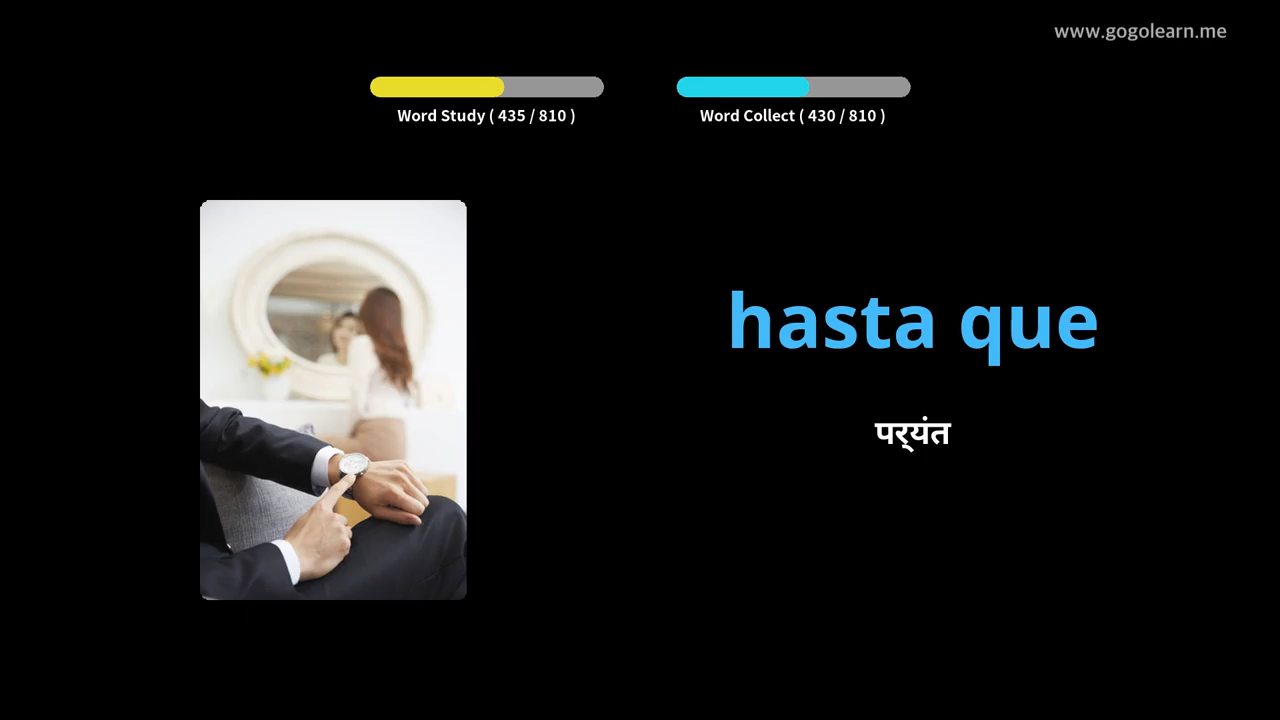 www.gogolearn.me
Word Study ( 435 / 810 )
Word Collect ( 430 / 810 )
hasta que
पर्यंत